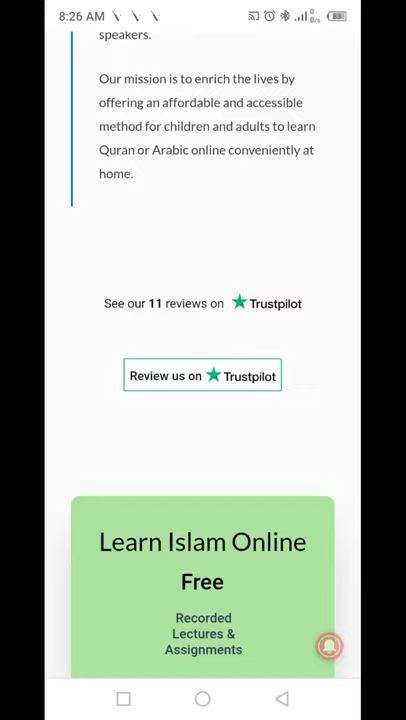 8:26 AM
0
B/s
83
speakers.
Our mission is to enrich the lives by
offering an affordable and accessible
method for children and adults to learn
Quran or Arabic online conveniently at
home.
See our 11 reviews on Trustpilot
Review us on Trustpilot
Learn Islam Online
Free
Recorded
Lectures &
Assignments